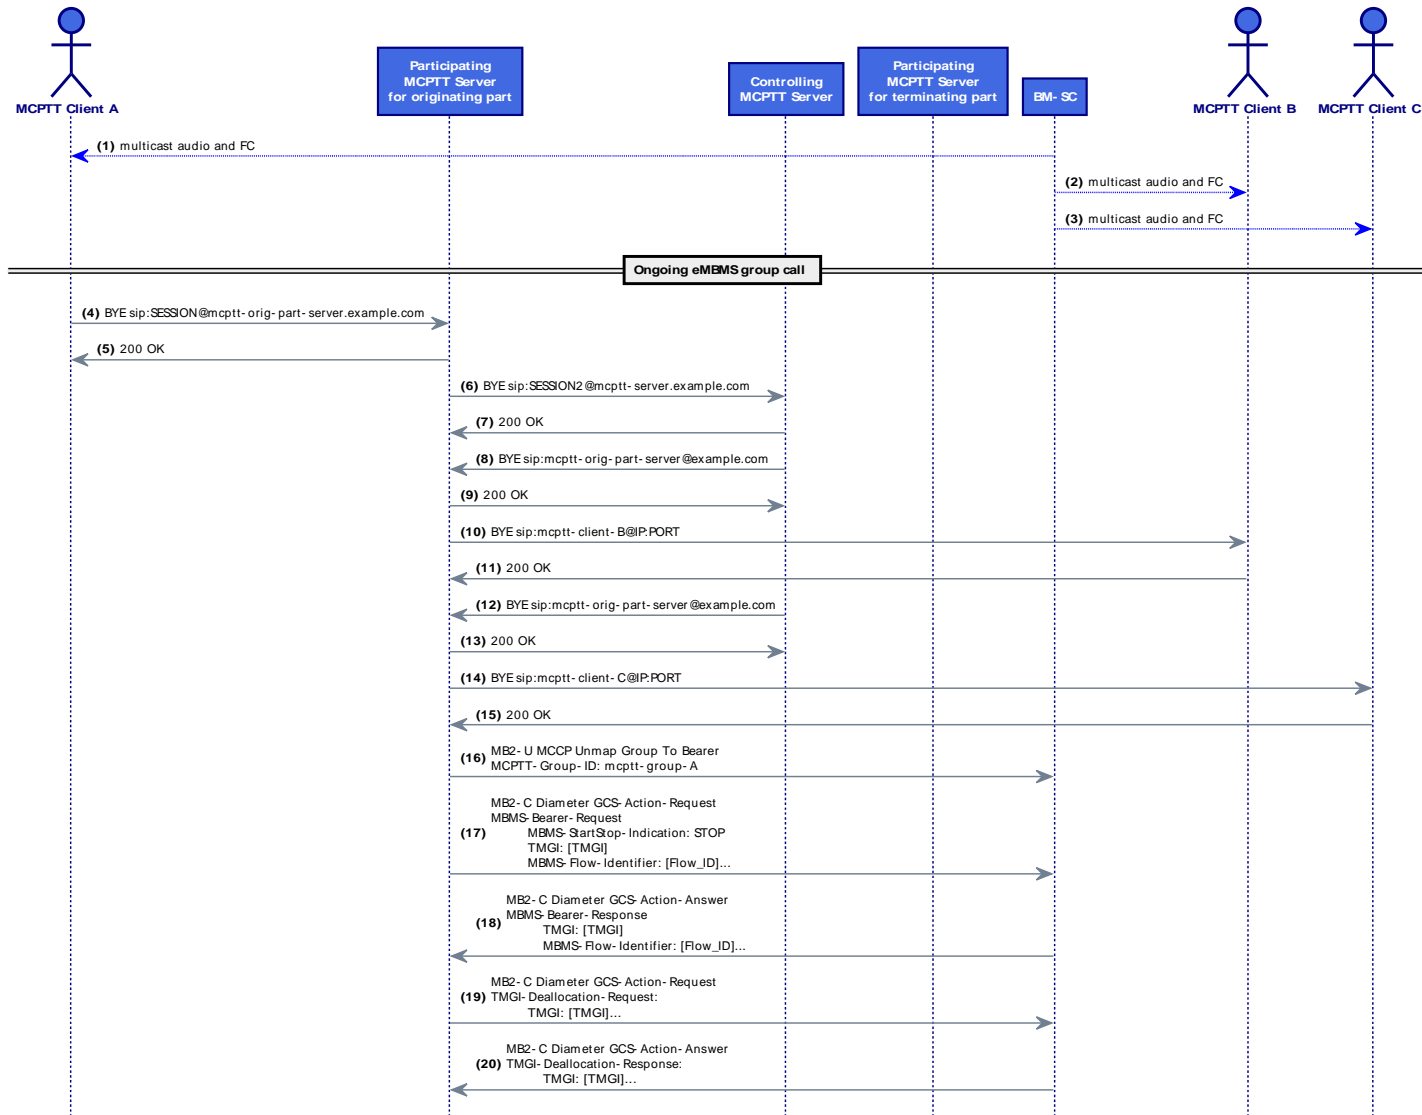 MCPTT Client A
Participating
MCPTT Server
for originating part
Controlling
MCPTT Server
Participating
MCPTT Server
for terminating part
BM-SC
MCPTT Client B
MCPTT Client C
(1) multicast audio and FC
(2) multicast audio and FC
(3) multicast audio and FC
Ongoing eMBMS group call
(4) BYE sip:SESSION@mcptt-orig-part-server.example.com
(5) 200 OK
(6) BYE sip:SESSION2@mcptt-server.example.com
(7) 200 OK
(8) BYE sip:mcptt-orig-part-server@example.com
(9) 200 OK
(10) BYE sip:mcptt-client-B@IP:PORT
(11) 200 OK
(12) BYE sip:mcptt-orig-part-server@example.com
(13) 200 OK
(14) BYE sip:mcptt-client-C@IP:PORT
(15) 200 OK
(16) MB2-U MCCP Unmap Group To Bearer
MCPTT-Group-ID: mcptt-group-A
MB2-C Diameter GCS-Action-Request
MBMS-Bearer-Request
(17) MBMS-StartStop-Indication: STOP
TMGI: [TMGI]
MBMS-Flow-Identifier: [Flow_ID]...
MB2-C Diameter GCS-Action-Answer
(18) MBMS-Bearer-Response
TMGI: [TMGI]
MBMS-Flow-Identifier: [Flow_ID]...
MB2-C Diameter GCS-Action-Request
(19) TMGI-Deallocation-Request:
TMGI: [TMGI]...
MB2-C Diameter GCS-Action-Answer
(20) TMGI-Deallocation-Response:
TMGI: [TMGI]...